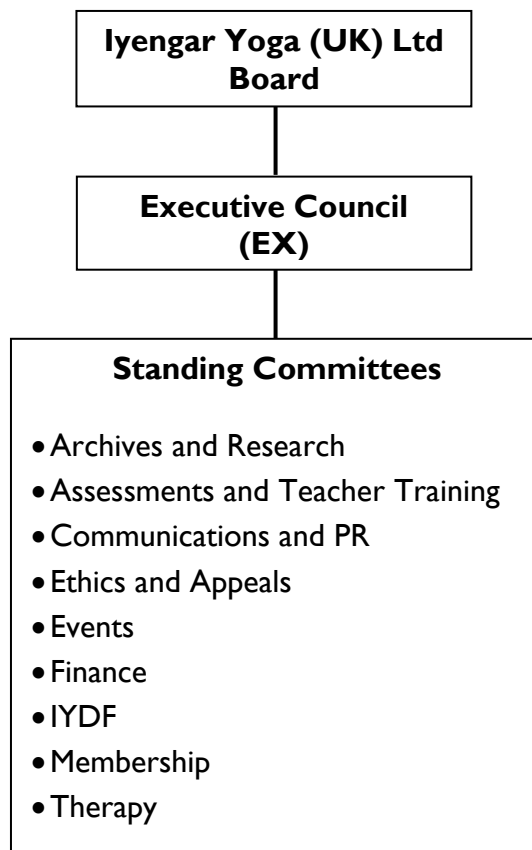 Iyengar Yoga (UK) Ltd
Board
Executive Council
(EX)
Standing Committees
• Archives and Research
• Assessments and Teacher Training
• Communications and PR
• Ethics and Appeals
• Events
• Finance
• IYDF
• Membership
• Therapy